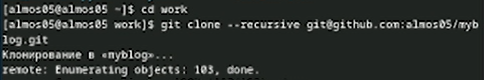 [almos05@almos05 ~]$ cd work
[almos05@almos05 work]$ git clone --recursive git@github.com:almos05/myb
log.git
Клонирование в «myblog»...
remote: Enumerating objects: 103, done.